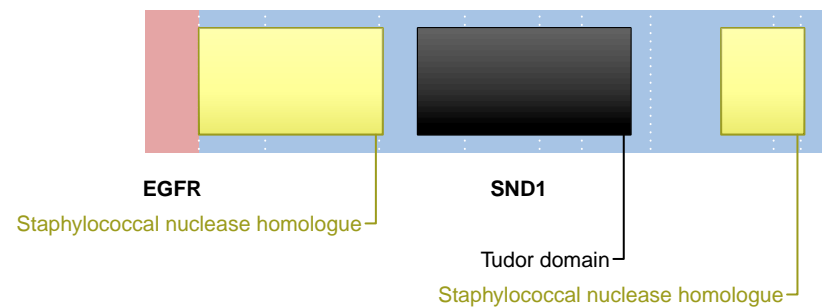 EGFR SND1
Staphylococcal nuclease homologue
Tudor domain
Staphylococcal nuclease homologue